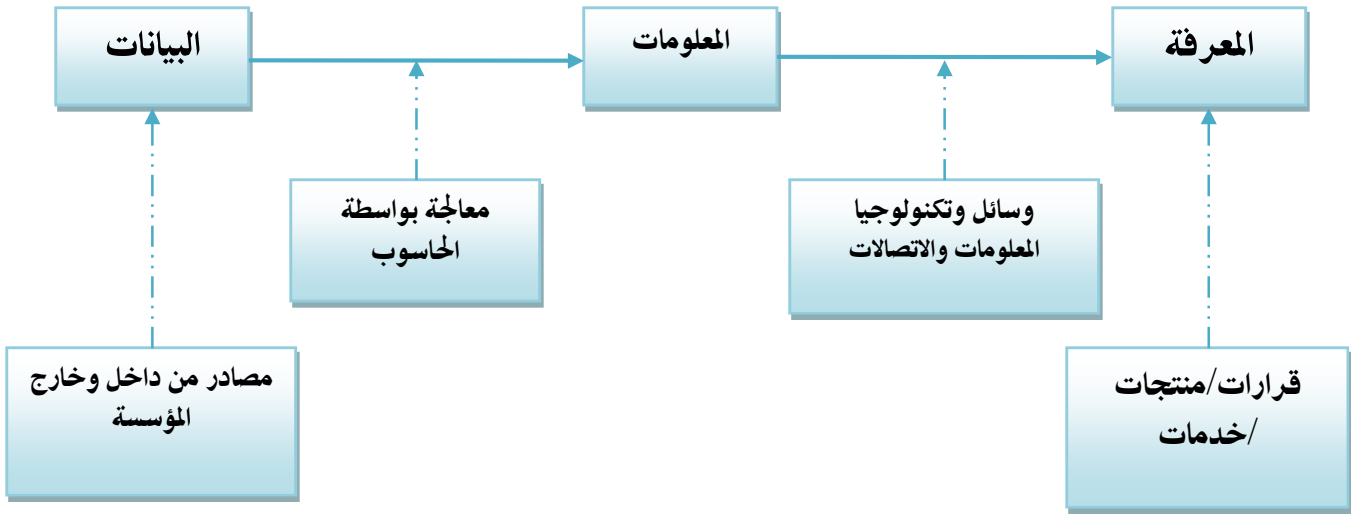 البيانات
المعلومات
المعرفة
معالجة بواسطة
الحاسوب
وسائل وتكنولوجيا
المعلومات والاتصالات
مصادر من داخل وخارج
المؤسسة
قرارات/منتجات
/خدمات